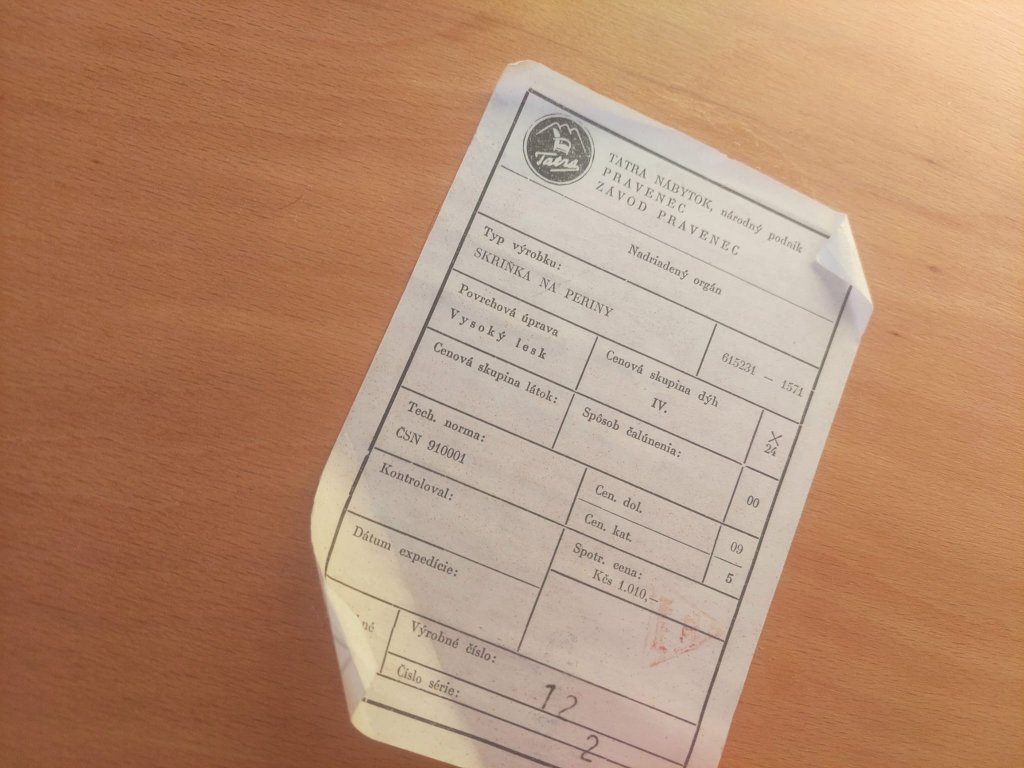 Tatra
TATRA NÁBYTOK, národný podnik
PRAVENEC
ZÁVOD PRAVENEC
Nadriadený orgán
Typ výrobku:
SKRINKA NA PERINY
615231 — 1571
Povrchová úprava
Vysoký lesk
Cenová skupina dýh
IV.
24
Cenová skupina látok:
Spôsob čalúnenia:
00
Tech. norma:
ČSN 910001
Cen. dol.
09
Cen. kat.
5
Kontroloval:
Spotr. cena:
Kčs 1.010,—
Dátum expedície:
Výrobné číslo:
12
Číslo série:
2